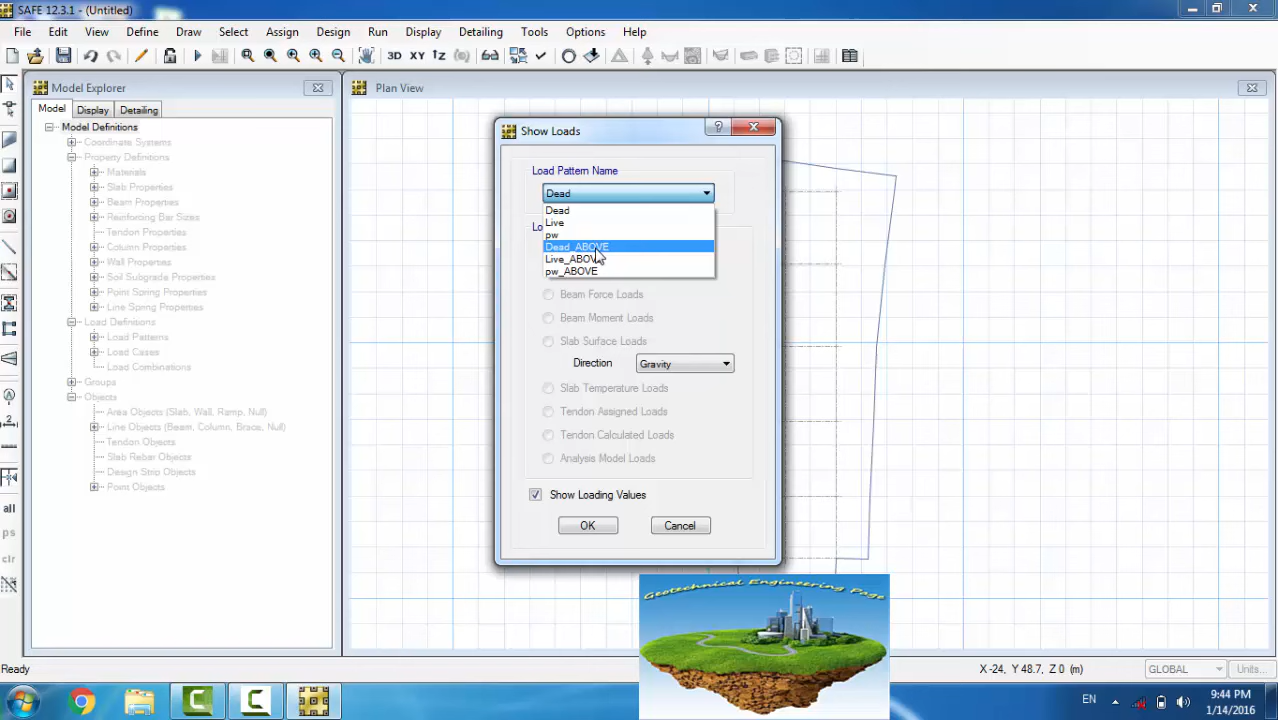 SAFE 12.3.1 - (Untitled)
File Edit View Define Draw Select Assign Design Run Display Detailing Tools Options Help
3D XY
Model Explorer
Plan View
Model Display Detailing
Model Definitions
Coordinate Systems
Property Definitions
Materials
Slab Properties
Beam Properties
Reinforcing Bar Sizes
Tendon Properties
Column Properties
Wall Properties
Soil Subgrade Properties
Point Spring Properties
Line Spring Properties
Load Definitions
Load Patterns
Load Cases
Load Combinations
Groups
Objects
Area Objects (Slab, Wall, Ramp, Null)
Line Objects (Beam, Column, Brace, Null)
Tendon Objects
Slab Rebar Objects
Design Strip Objects
Point Objects
all
ps
clr
Show Loads
Load Pattern Name
Dead
Dead
Live
pw
Dead_ABOVE
Live_ABOVE
pw_ABOVE
Lo
Beam Force Loads
Beam Moment Loads
Slab Surface Loads
Direction Gravity
Slab Temperature Loads
Tendon Assigned Loads
Tendon Calculated Loads
Analysis Model Loads
Show Loading Values
OK Cancel
Geotechnical Engineering Page
Ready
X -24, Y 48.7, Z 0 (m)
GLOBAL
Units...
EN
9:44 PM
1/14/2016